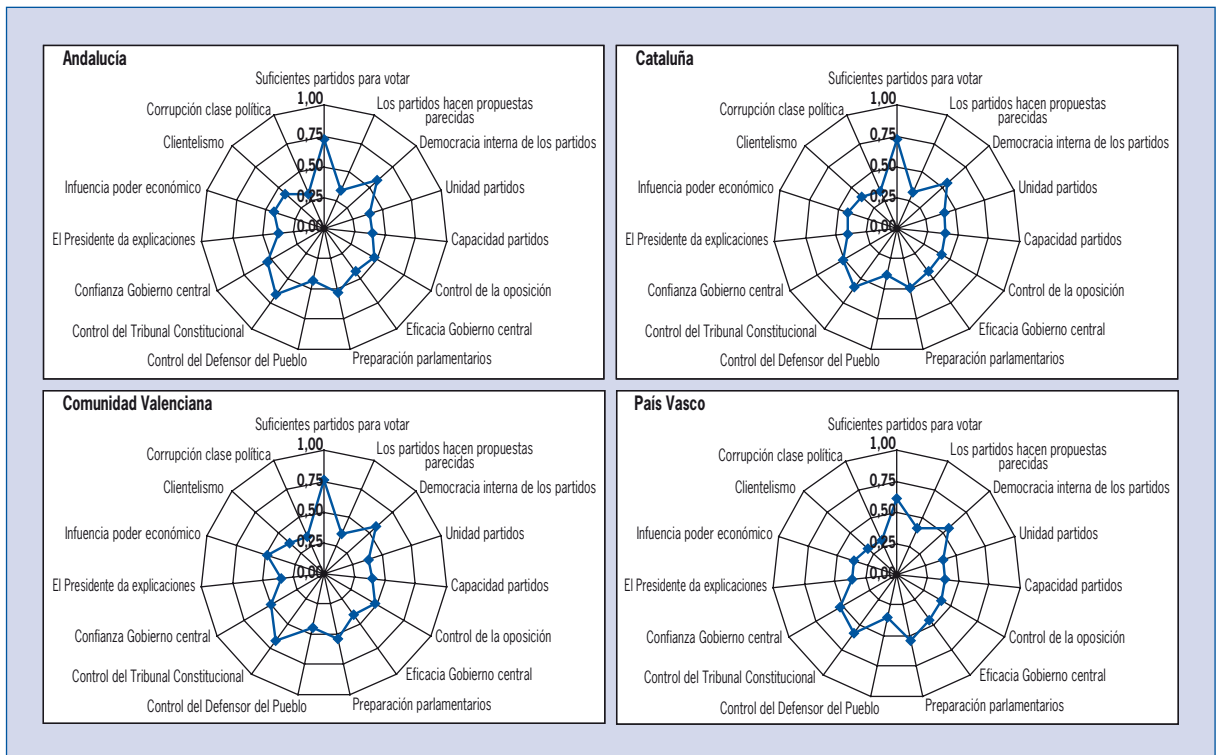 Andalucía
Suficientes partidos para votar
1,00
Corrupción clase política
Los partidos hacen propuestas
parecidas
0,75
Clientelismo
Democracia interna de los partidos
0,50
Infuencia poder económico
Unidad partidos
0,25
0,00
El Presidente da explicaciones
Capacidad partidos
Confianza Gobierno central
Control de la oposición
Control del Tribunal Constitucional
Eficacia Gobierno central
Control del Defensor del Pueblo
Preparación parlamentarios
Cataluña
Suficientes partidos para votar
1,00
Corrupción clase política
Los partidos hacen propuestas
parecidas
0,75
Clientelismo
Democracia interna de los partidos
0,50
Infuencia poder económico
Unidad partidos
0,25
0,00
El Presidente da explicaciones
Capacidad partidos
Confianza Gobierno central
Control de la oposición
Control del Tribunal Constitucional
Eficacia Gobierno central
Control del Defensor del Pueblo
Preparación parlamentarios
Comunidad Valenciana
Suficientes partidos para votar
1,00
Corrupción clase política
Los partidos hacen propuestas
parecidas
0,75
Clientelismo
Democracia interna de los partidos
0,50
Infuencia poder económico
Unidad partidos
0,25
0,00
El Presidente da explicaciones
Capacidad partidos
Confianza Gobierno central
Control de la oposición
Control del Tribunal Constitucional
Eficacia Gobierno central
Control del Defensor del Pueblo
Preparación parlamentarios
País Vasco
Suficientes partidos para votar
1,00
Corrupción clase política
Los partidos hacen propuestas
parecidas
0,75
Clientelismo
Democracia interna de los partidos
0,50
Infuencia poder económico
Unidad partidos
0,25
0,00
El Presidente da explicaciones
Capacidad partidos
Confianza Gobierno central
Control de la oposición
Control del Tribunal Constitucional
Eficacia Gobierno central
Control del Defensor del Pueblo
Preparación parlamentarios